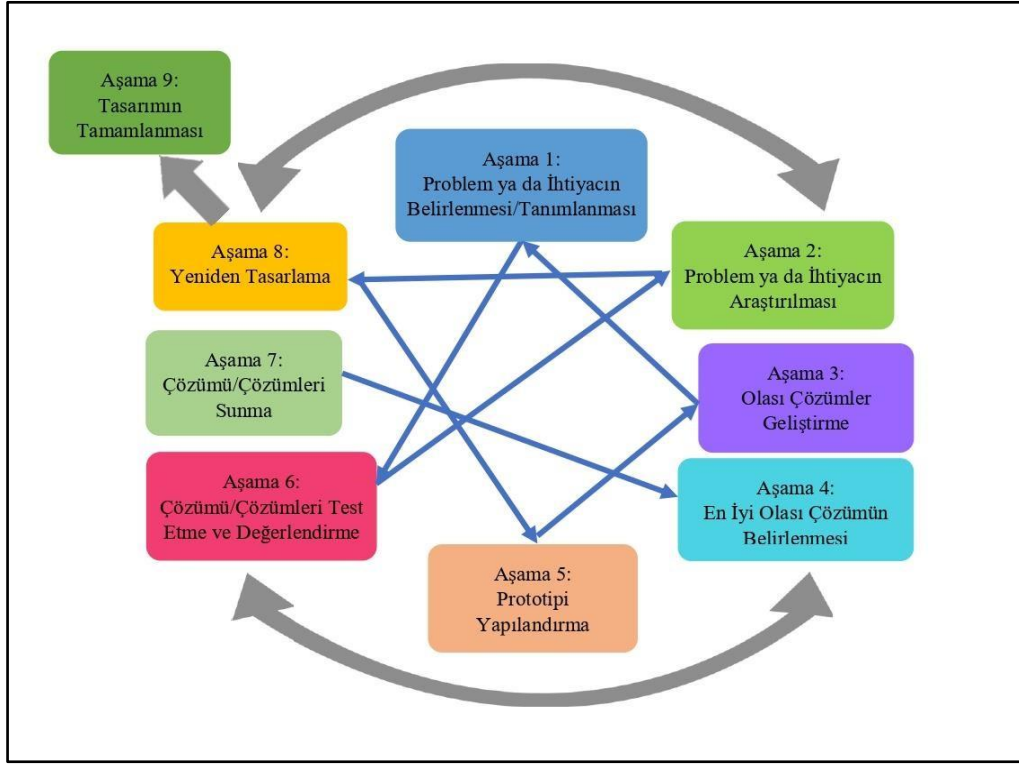 Aşama 9:
Tasarımın
Tamamlanması
Aşama 1:
Problem ya da İhtiyacın
Belirlenmesi/Tanımlanması
Aşama 8:
Yeniden Tasarlama
Aşama 2:
Problem ya da İhtiyacın
Araştırılması
Aşama 7:
Çözümü/Çözümleri
Sunma
Aşama 3:
Olası Çözümler
Geliştirme
Aşama 6:
Çözümü/Çözümleri Test
Etme ve Değerlendirme
Aşama 4:
En İyi Olası Çözümün
Belirlenmesi
Aşama 5:
Prototipi
Yapılandırma